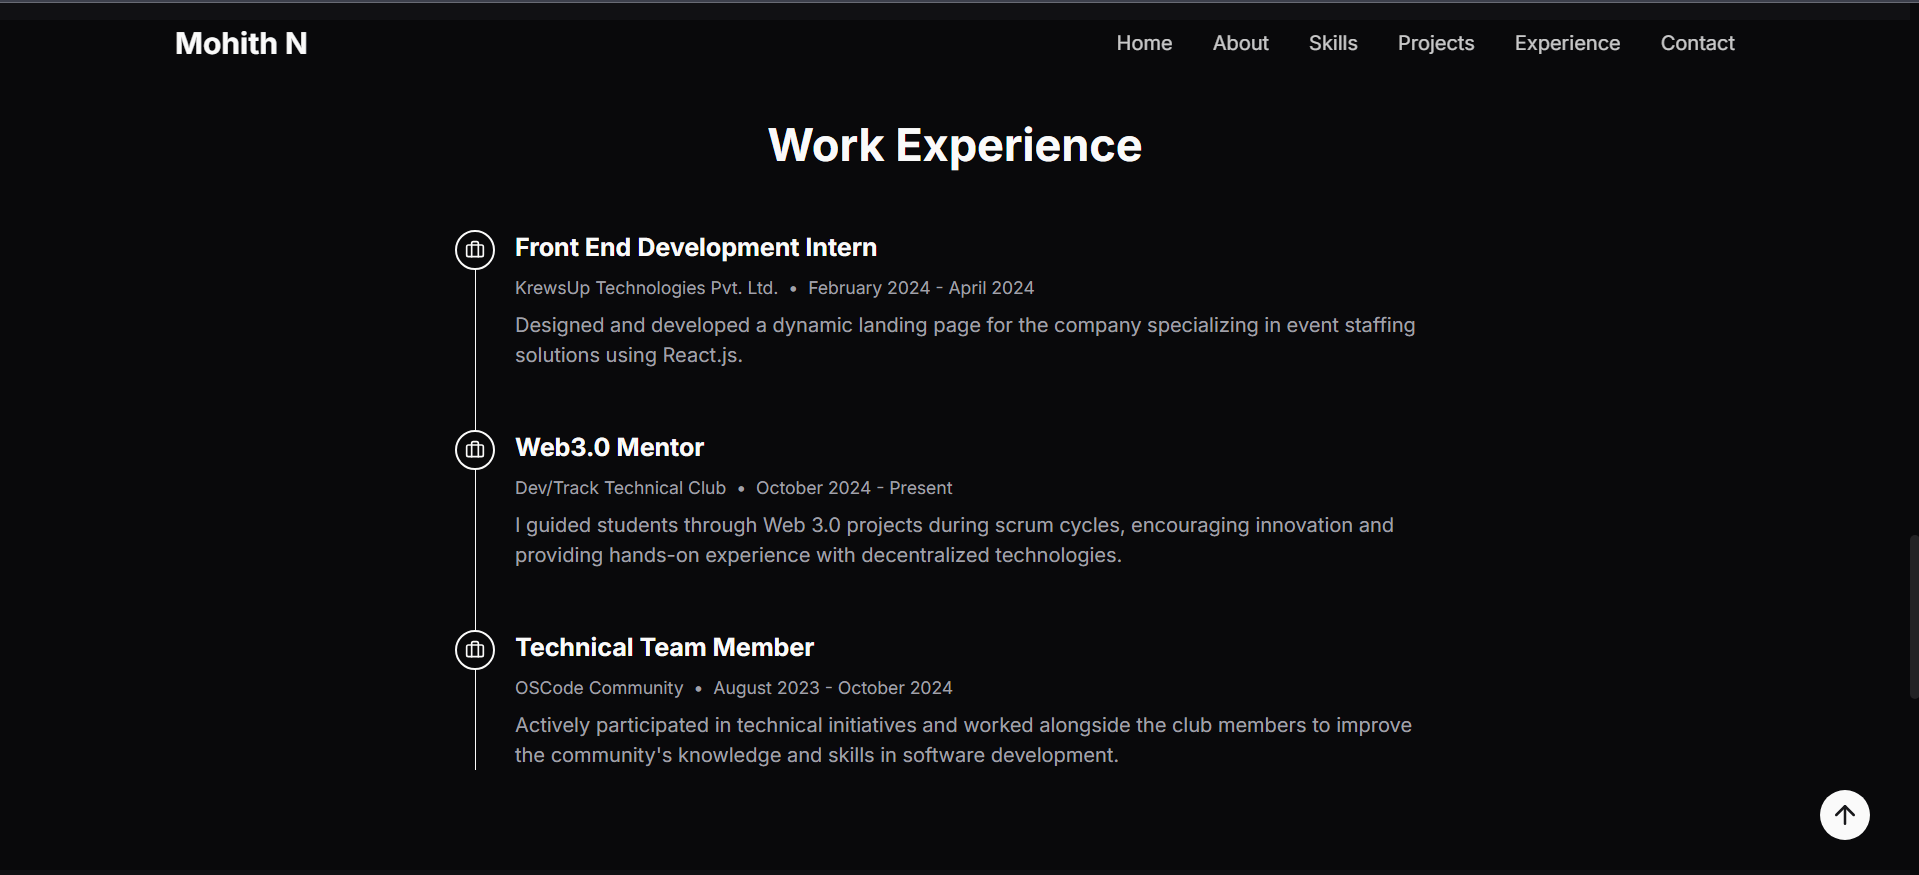 Mohith N
Home About Skills Projects Experience Contact
Work Experience
Front End Development Intern
KrewsUp Technologies Pvt. Ltd. • February 2024 - April 2024
Designed and developed a dynamic landing page for the company specializing in event staffing
solutions using React.js.
Web3.0 Mentor
Dev/Track Technical Club • October 2024 - Present
I guided students through Web 3.0 projects during scrum cycles, encouraging innovation and
providing hands-on experience with decentralized technologies.
Technical Team Member
OSCode Community • August 2023 - October 2024
Actively participated in technical initiatives and worked alongside the club members to improve
the community's knowledge and skills in software development.